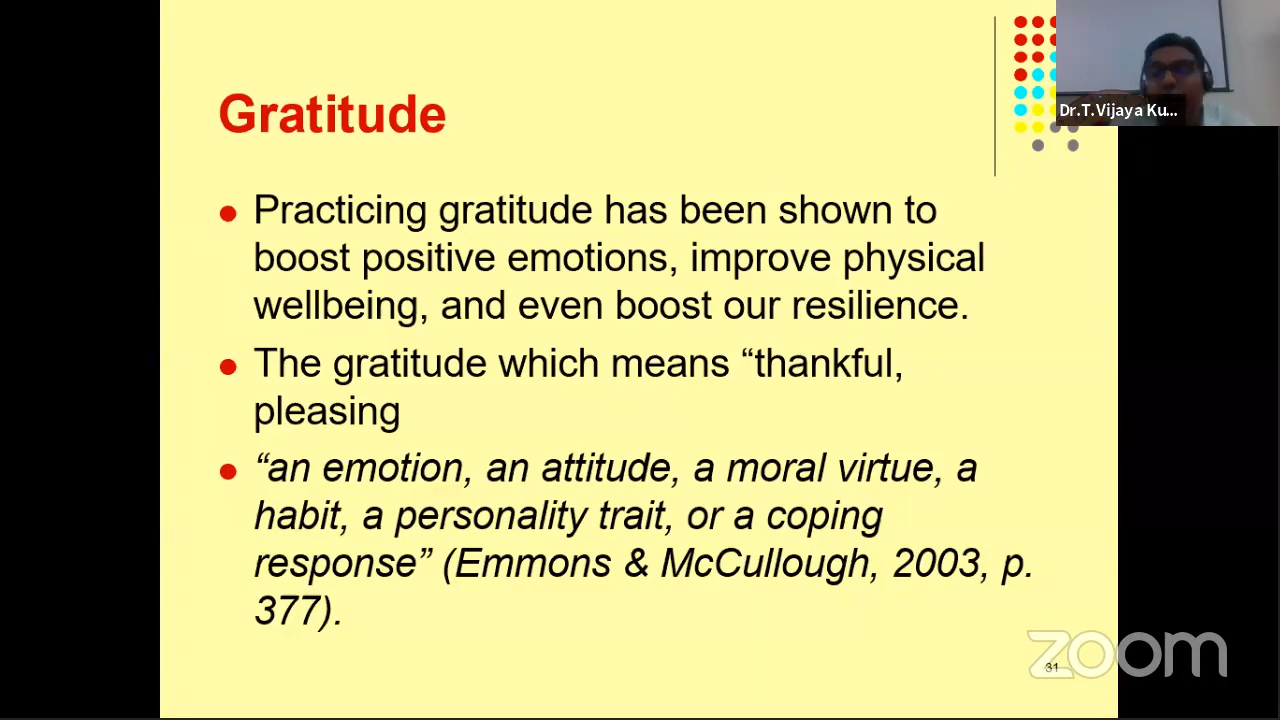 Gratitude
Dr.T.Vijaya Ku...
● Practicing gratitude has been shown to
boost positive emotions, improve physical
wellbeing, and even boost our resilience.
● The gratitude which means “thankful,
pleasing
● “an emotion, an attitude, a moral virtue, a
habit, a personality trait, or a coping
response” (Emmons & McCullough, 2003, p.
377).
zoom
31